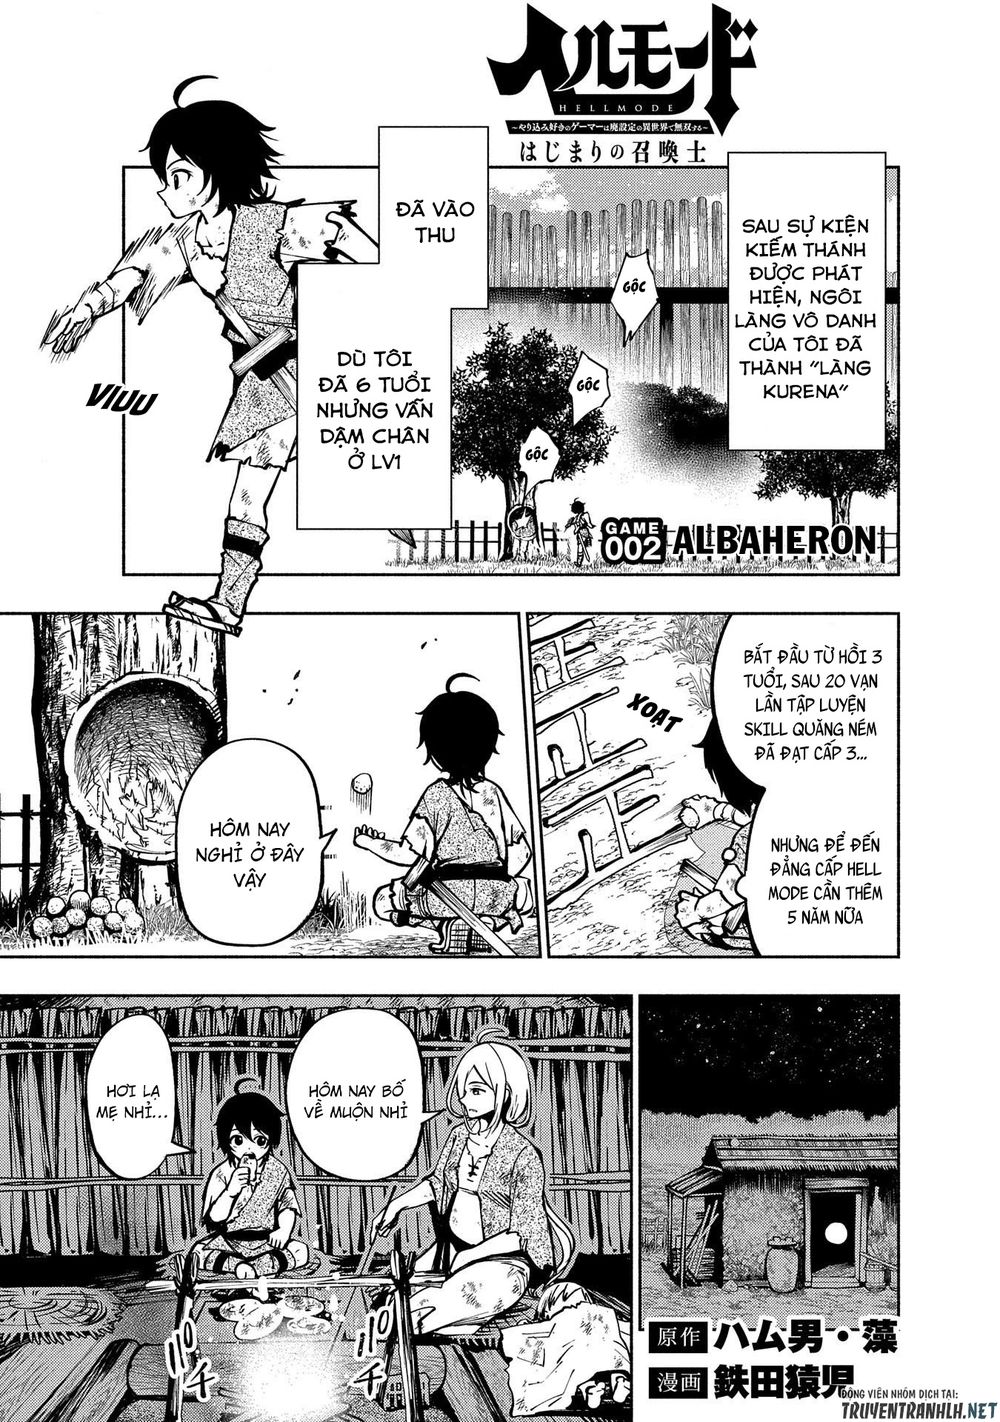 ヘルモード
HELLMODE
~やり込み好きのゲーマーは廃設定の異世界で無双する~
はじまりの召喚士
SAU SỰ KIỆN
KIẾM THÁNH
ĐƯỢC PHÁT
HIỆN, NGÔI
LÀNG VÔ DANH
CỦA TÔI ĐÃ
THÀNH "LÀNG
KURENA"
GỘC
GỘC
GỘC
ĐÃ VÀO
THU
DÙ TÔI
ĐÃ 6 TUỔI
NHƯNG VẪN
DẬM CHÂN
Ở LV1
VÌUU
GAME
002
ALBAHERON
BẮT ĐẦU TỪ HỒI 3
TUỔI, SAU 20 VẠN
LẦN TẬP LUYỆN
SKILL QUĂNG NÉM
ĐÃ ĐẠT CẤP 3...
XOẠT
NHƯNG ĐỂ ĐẾN
ĐẲNG CẤP HELL
MODE CẦN THÊM
5 NĂM NỮA
HÔM NAY
NGHỈ Ở ĐÂY
VẬY
HÔM NAY BỐ
VỀ MUỘN NHỈ
HƠI LẠ
MẸ NHỈ...
パチ
パチ
原作 ハム男・藻
漫画 鉄田猿児
ĐỘNG VIÊN NHÓM DỊCH TẠI:
TRUYENTRANHLH.NET